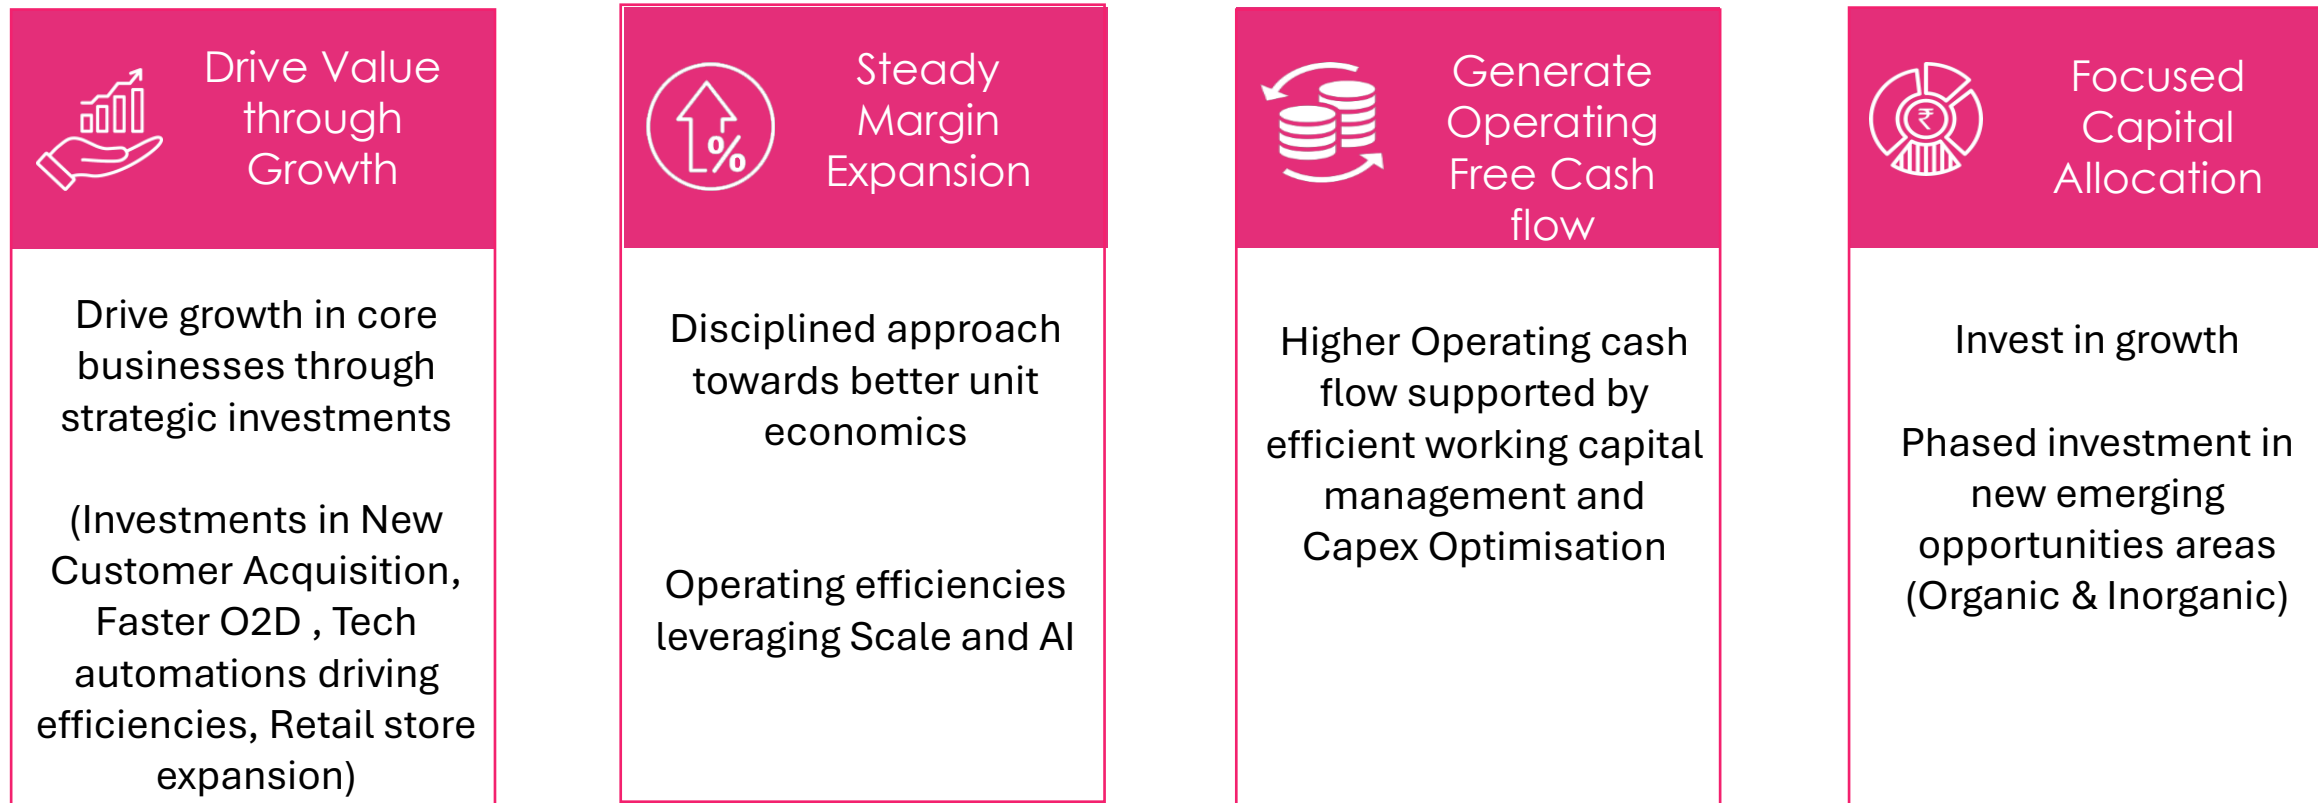 Drive Value
through
Growth
Drive growth in core
businesses through
strategic investments
(Investments in New
Customer Acquisition,
Faster O2D , Tech
automations driving
efficiencies, Retail store
expansion)
%
Steady
Margin
Expansion
Disciplined approach
towards better unit
economics
Operating efficiencies
leveraging Scale and AI
Generate
Operating
Free Cash
flow
Higher Operating cash
flow supported by
efficient working capital
management and
Capex Optimisation
₹
Focused
Capital
Allocation
Invest in growth
Phased investment in
new emerging
opportunities areas
(Organic & Inorganic)